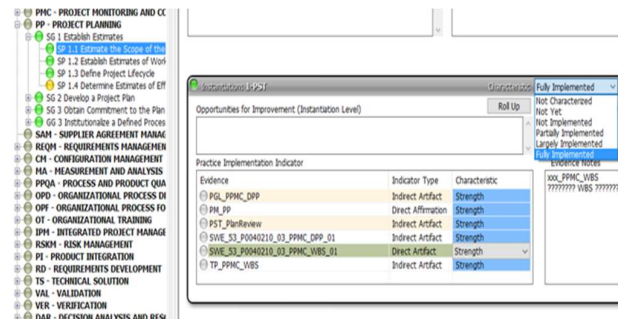 PMC - PROJECT MONITORING AND CC
PP - PROJECT PLANNING
SG 1 Establish Estimates
SP 1.1 Estimate the Scope of the
SP 1.2 Establish Estimates of Work
SP 1.3 Define Project Lifecycle
SP 1.4 Determine Estimates of Eff
SG 2 Develop a Project Plan
SG 3 Obtain Commitment to the Plan
GG 3 Institutionalize a Defined Proces
SAM - SUPPLIER AGREEMENT MANAG
REQM - REQUIREMENTS MANAGEMEN
CM - CONFIGURATION MANAGEMENT
MA - MEASUREMENT AND ANALYSIS
PPQA - PROCESS AND PRODUCT QUA
OPD - ORGANIZATIONAL PROCESS DI
OPF - ORGANIZATIONAL PROCESS FO
OT - ORGANIZATIONAL TRAINING
IPM - INTEGRATED PROJECT MANAGE
RSKM - RISK MANAGEMENT
PI - PRODUCT INTEGRATION
RD - REQUIREMENTS DEVELOPMENT
TS - TECHNICAL SOLUTION
VAL - VALIDATION
VER - VERIFICATION
DAR - DECISION ANALYSIS AND RESO
Characteristic Fully Implemented
Opportunities for Improvement (Instantiation Level) Roll Up
Not Characterized
Not Yet
Not Implemented
Partially Implemented
Largely Implemented
Fully Implemented
Practice Implementation Indicator Evidence Notes
Evidence Indicator Type Characteristic
PGL_PPMC_DPP Indirect Artifact Strength
PM_PP Direct Affirmation Strength
PST_PlanReview Indirect Artifact Strength
SWE_53_P0040210_03_PPMC_DPP_01 Indirect Artifact Strength
SWE_53_P0040210_03_PPMC_WBS_01 Direct Artifact Strength
TP_PPMC_WBS Indirect Artifact Strength
xxx_PPMC_WBS
???????? WBS ???????